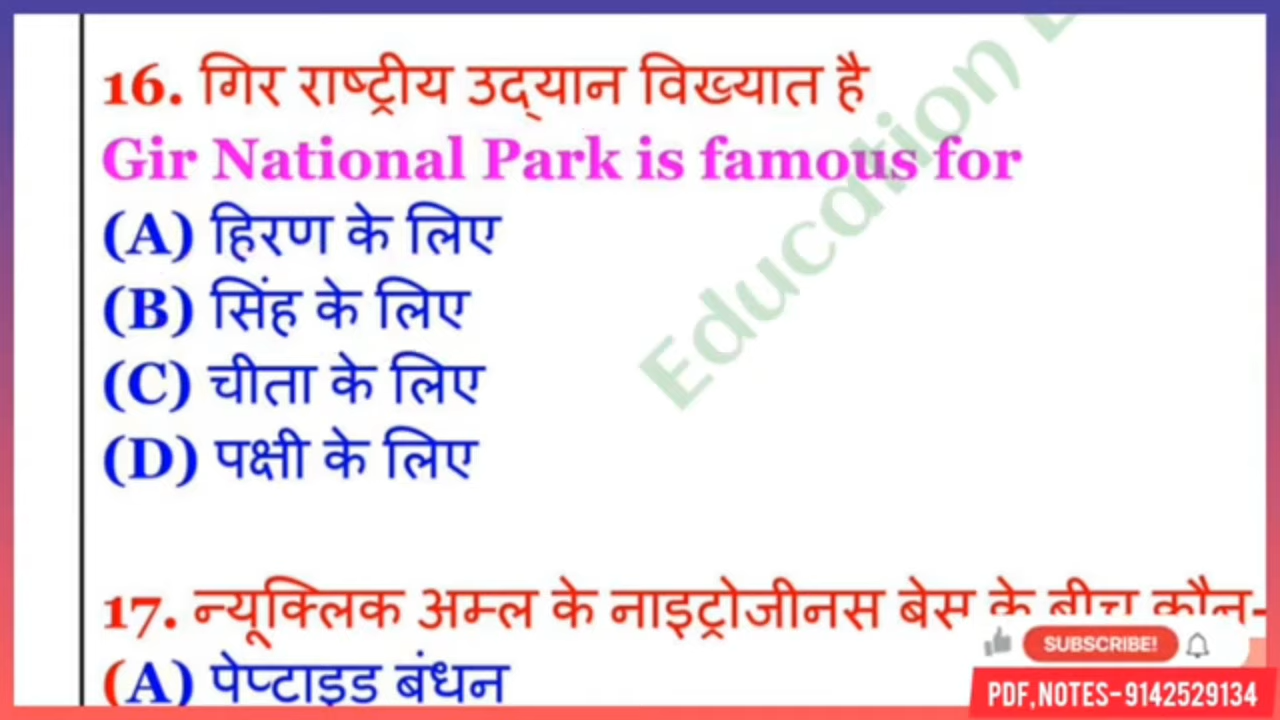 16. गिर राष्ट्रीय उद्यान विख्यात है
Gir National Park is famous for
(A) हिरण के लिए
(B) सिंह के लिए
(C) चीता के लिए
(D) पक्षी के लिए
Education
17. न्यूक्लिक अम्ल के नाइट्रोजीनस बेस के बीच कौन-
(A) पेप्टाइड बंधन
SUBSCRIBE!
PDF,NOTES-9142529134